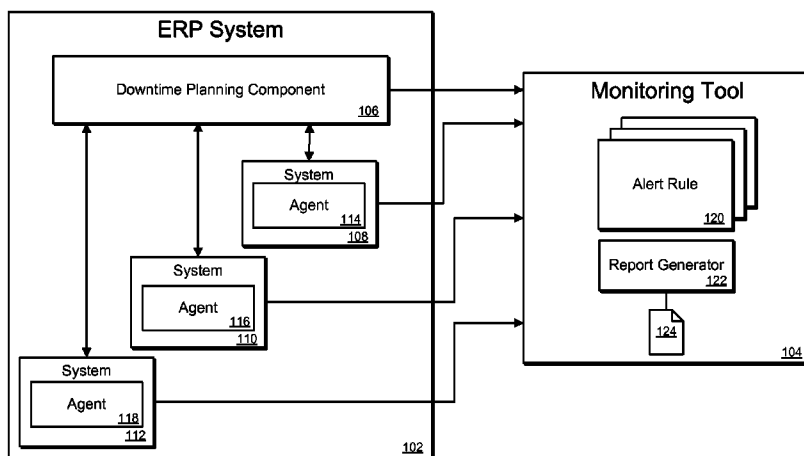 ERP System
Downtime Planning Component
106
Monitoring Tool
System
Agent
114
108
Alert Rule
120
System
Agent
116
110
Report Generator
122
124
System
Agent
118
112
104
102